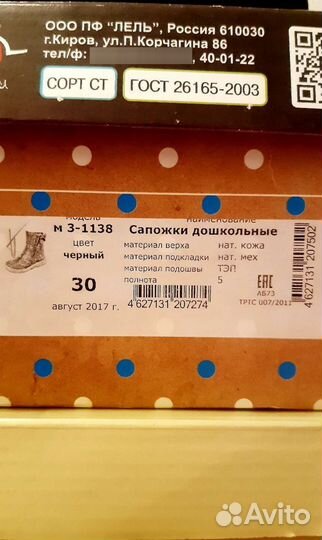 ООО ПФ "ЛЕЛЬ", Россия 610030
г.Киров, ул.П.Корчагина 86
тел/ф: , 40-01-22
СОРТ СТ ГОСТ 26165-2003
модель наименование
м 3-1138 Сапожки дошкольные
цвет материал верха нат. кожа
черный материал подкладки нат. мех
материал подошвы ТЭП
30 полнота 5
EAC
АБ73
ТРТС 007/2011
август 2017 г.
4 627131 207274
4 627131 207502
Avito